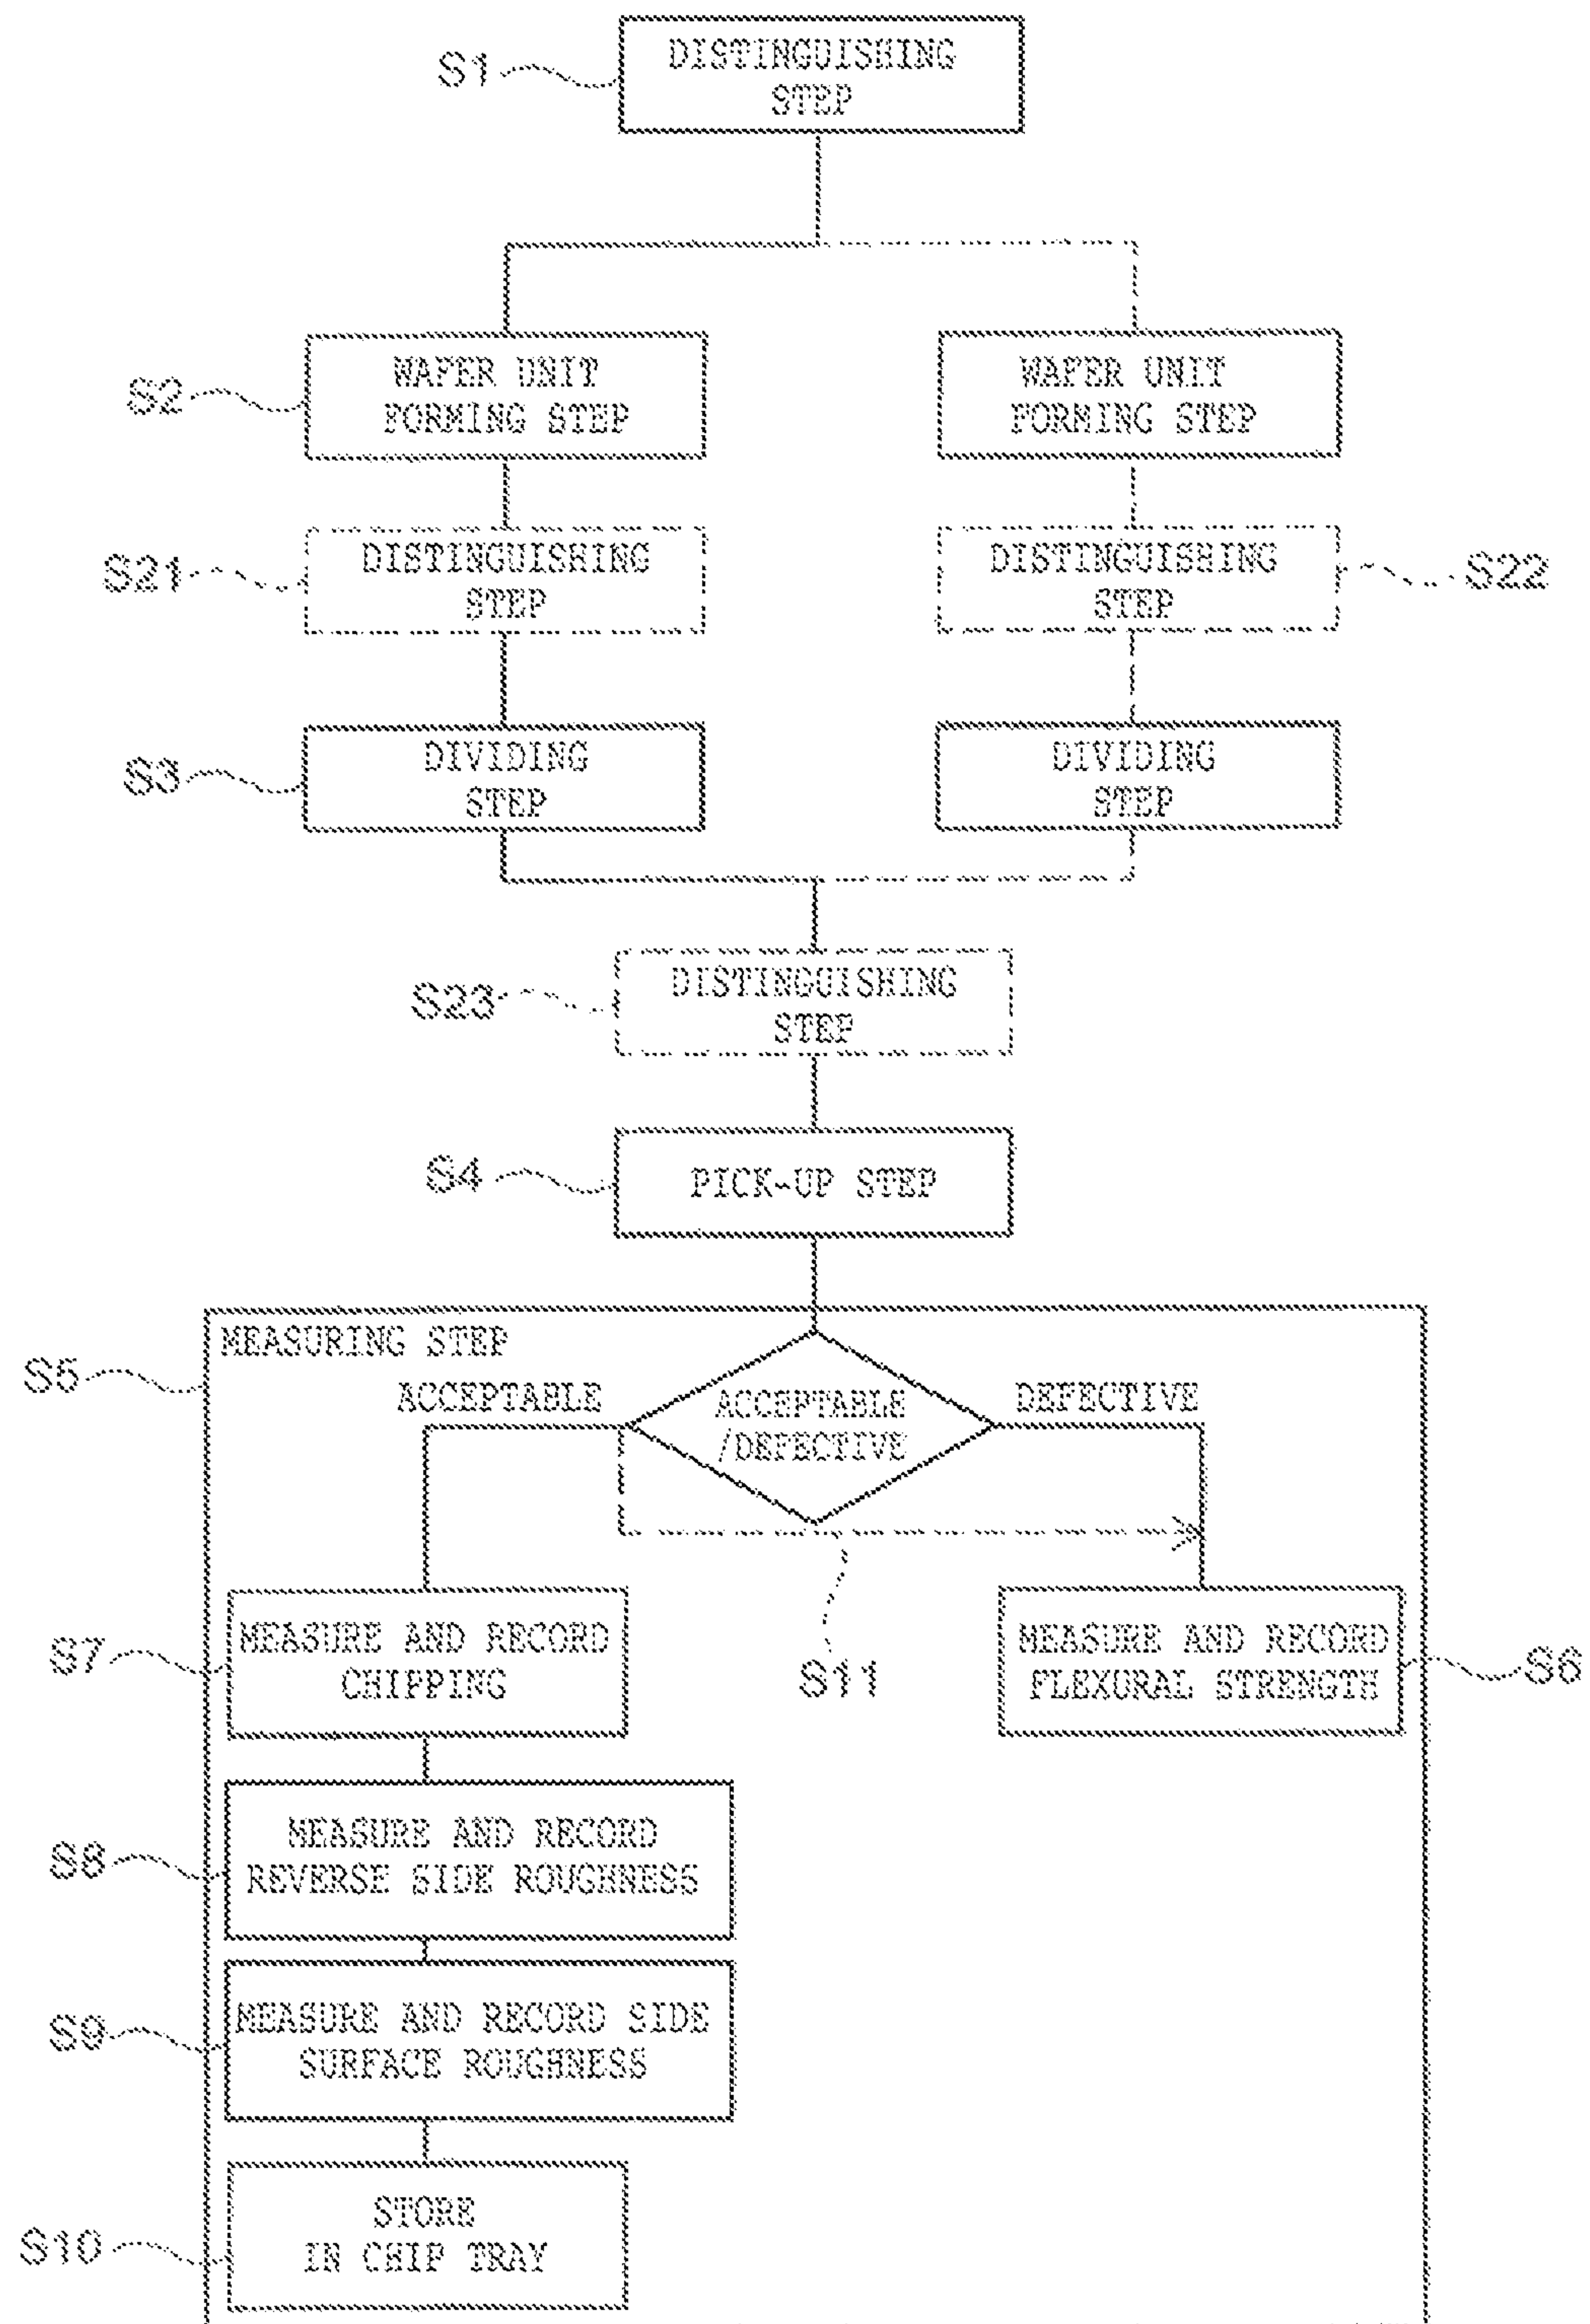 S1
DISTINGUISHING
STEP
S2
WAFER UNIT
FORMING STEP
WAFER UNIT
FORMING STEP
S21
DISTINGUISHING
STEP
DISTINGUISHING
STEP
S22
S3
DIVIDING
STEP
DIVIDING
STEP
S23
DISTINGUISHING
STEP
S4
PICK-UP STEP
S5
MEASURING STEP
ACCEPTABLE
ACCEPTABLE
/DEFECTIVE
DEFECTIVE
S11
S7
MEASURE AND RECORD
CHIPPING
MEASURE AND RECORD
FLEXURAL STRENGTH
S6
S8
MEASURE AND RECORD
REVERSE SIDE ROUGHNESS
S9
MEASURE AND RECORD SIDE
SURFACE ROUGHNESS
S10
STORE
IN CHIP TRAY